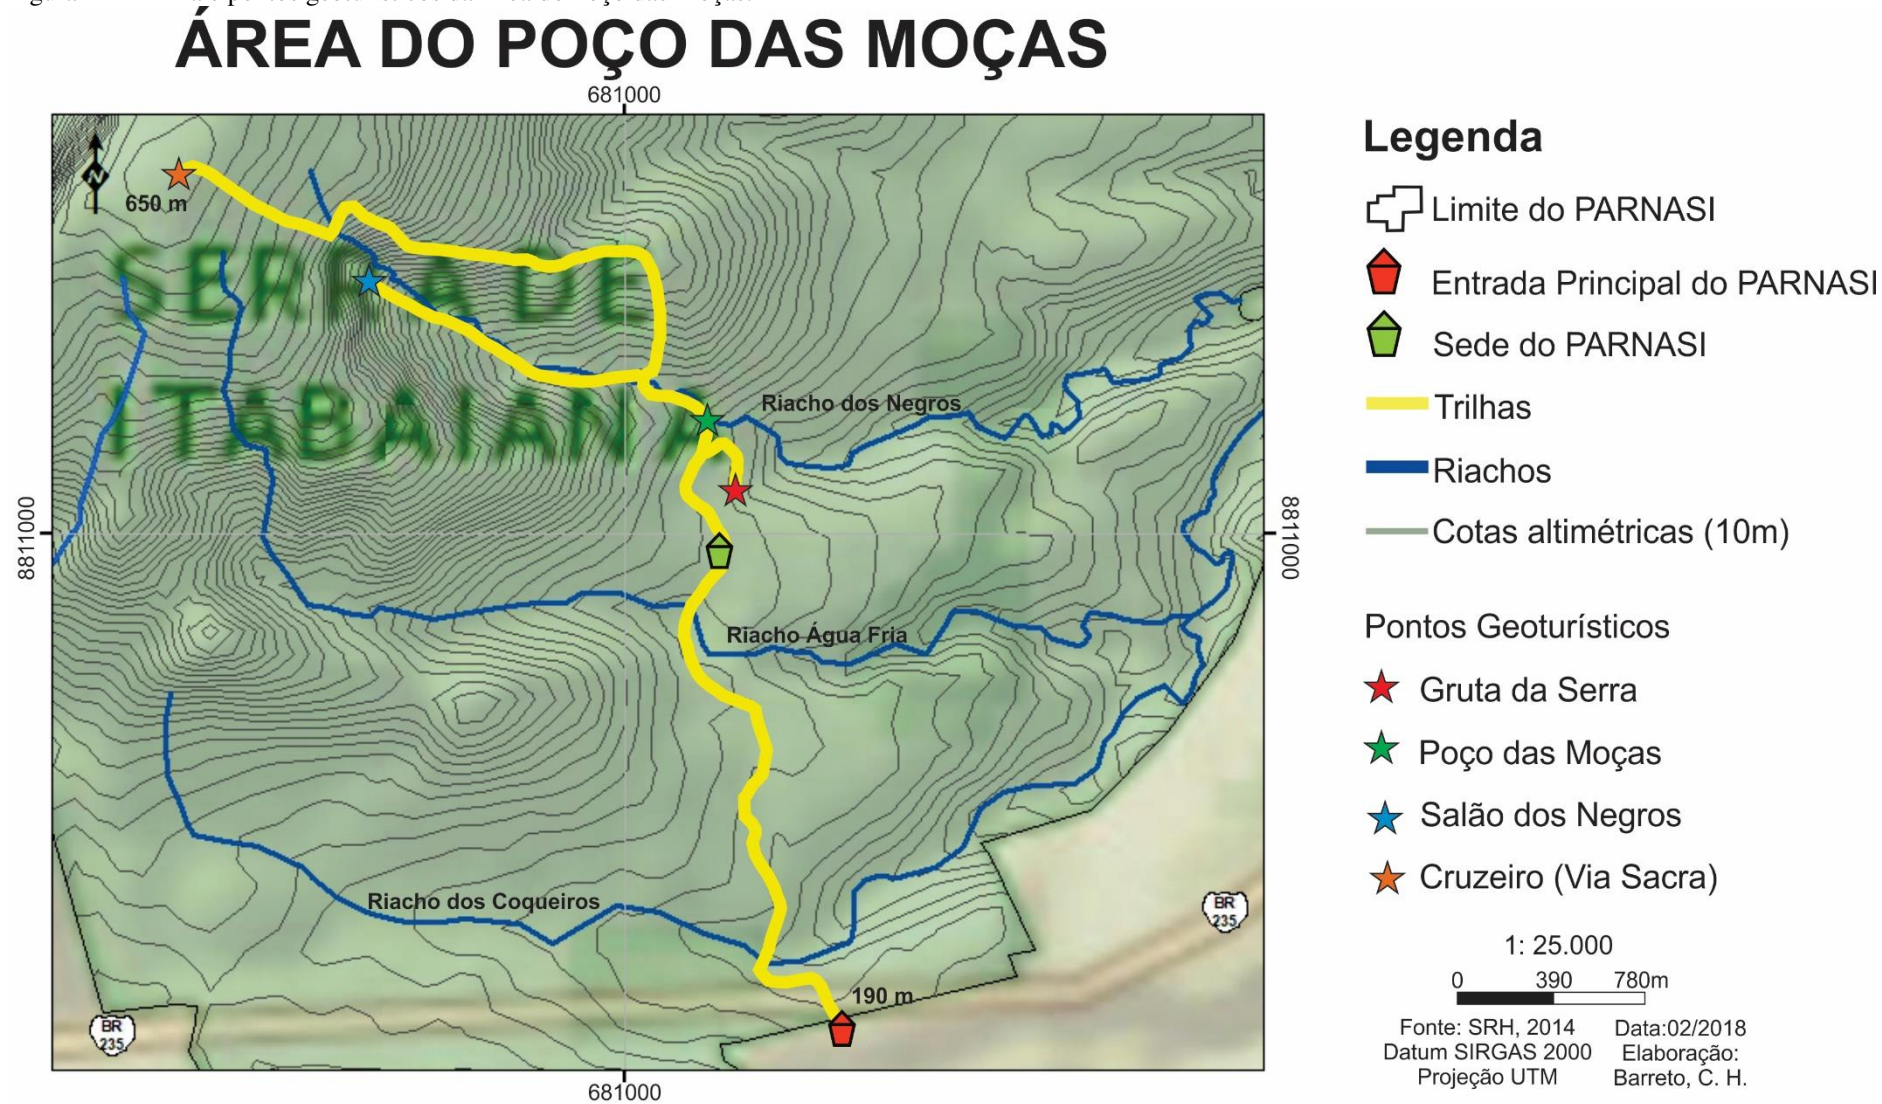 ÁREA DO POÇO DAS MOÇAS
681000
N
650 m
SERRA DE
ITABAIANA
Riacho dos Negros
8811000
8811000
Riacho Água Fria
Riacho dos Coqueiros
190 m
BR
235
BR
235
681000
Legenda
Limite do PARNASI
Entrada Principal do PARNASI
Sede do PARNASI
Trilhas
Riachos
Cotas altimétricas (10m)
Pontos Geoturísticos
Gruta da Serra
Poço das Moças
Salão dos Negros
Cruzeiro (Via Sacra)
1: 25.000
0 390 780m
Fonte: SRH, 2014
Datum SIRGAS 2000
Projeção UTM
Data:02/2018
Elaboração:
Barreto, C. H.